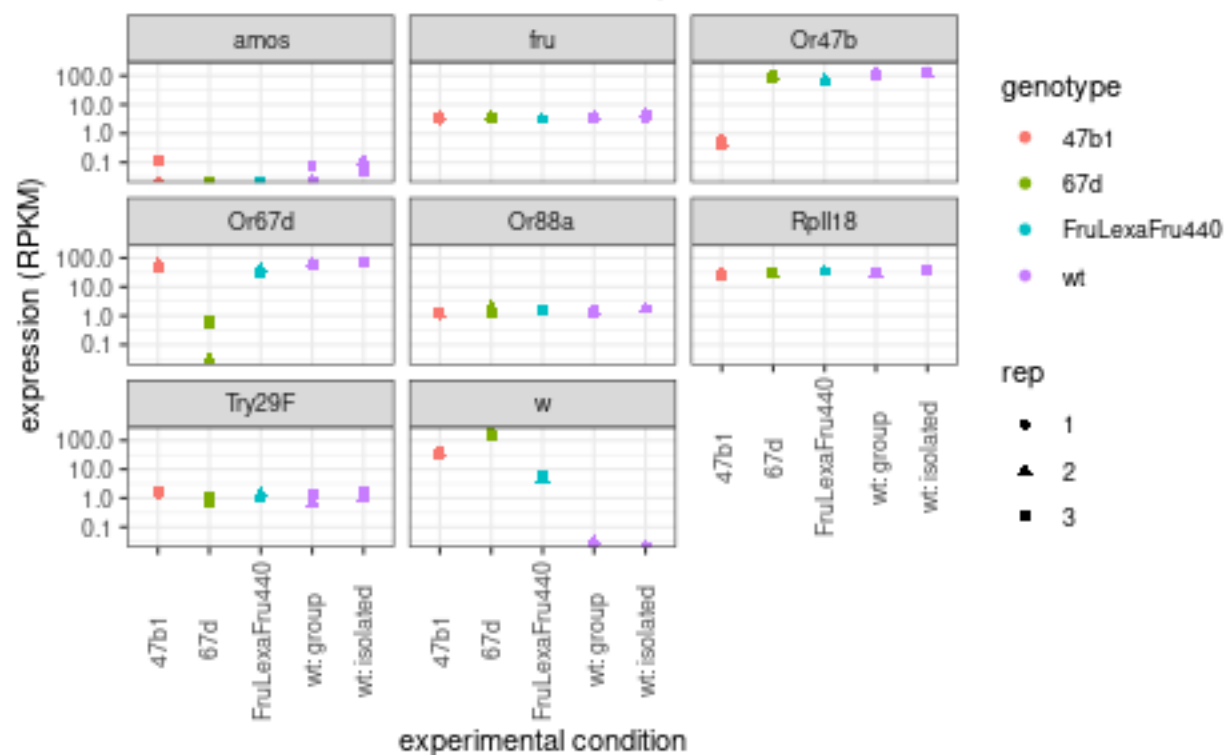 amos
fru
Or47b
100.0
10.0
1.0
0.1
Or67d
Or88a
RpII18
100.0
10.0
1.0
0.1
Try29F
w
100.0
10.0
1.0
0.1
47b1
67d
FruLexaFru440
wt: group
wt: isolated
47b1
67d
FruLexaFru440
wt: group
wt: isolated
47b1
67d
FruLexaFru440
wt: group
wt: isolated
expression (RPKM)
experimental condition
genotype
47b1
67d
FruLexaFru440
wt
rep
1
2
3